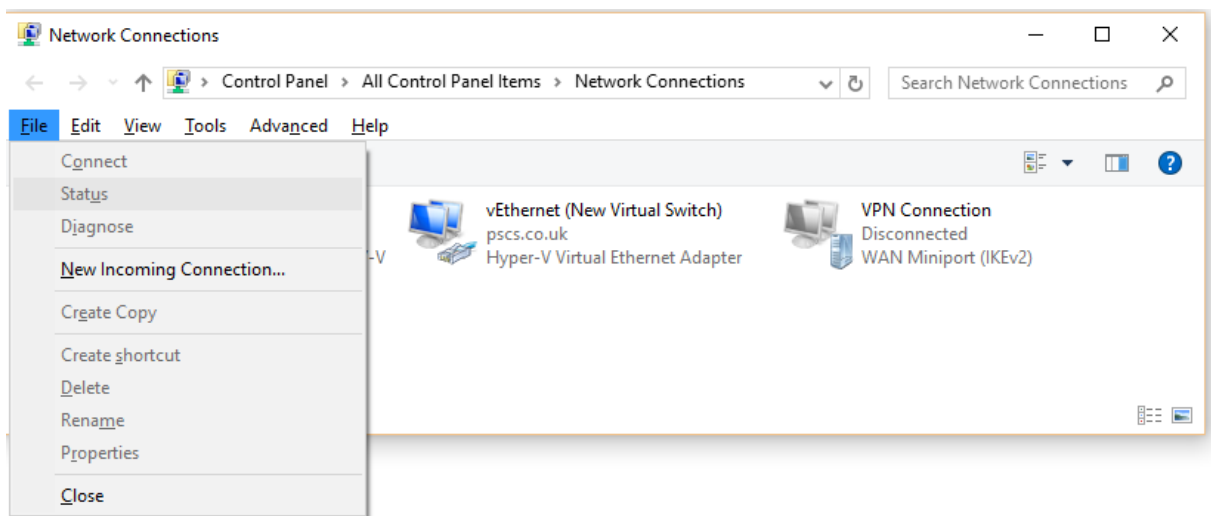 Network Connections
Control Panel > All Control Panel Items > Network Connections
Search Network Connections
File Edit View Tools Advanced Help
Connect
Status
Diagnose
New Incoming Connection...
Create Copy
Create shortcut
Delete
Rename
Properties
Close
-V
vEthernet (New Virtual Switch)
pscs.co.uk
Hyper-V Virtual Ethernet Adapter
VPN Connection
Disconnected
WAN Miniport (IKEv2)